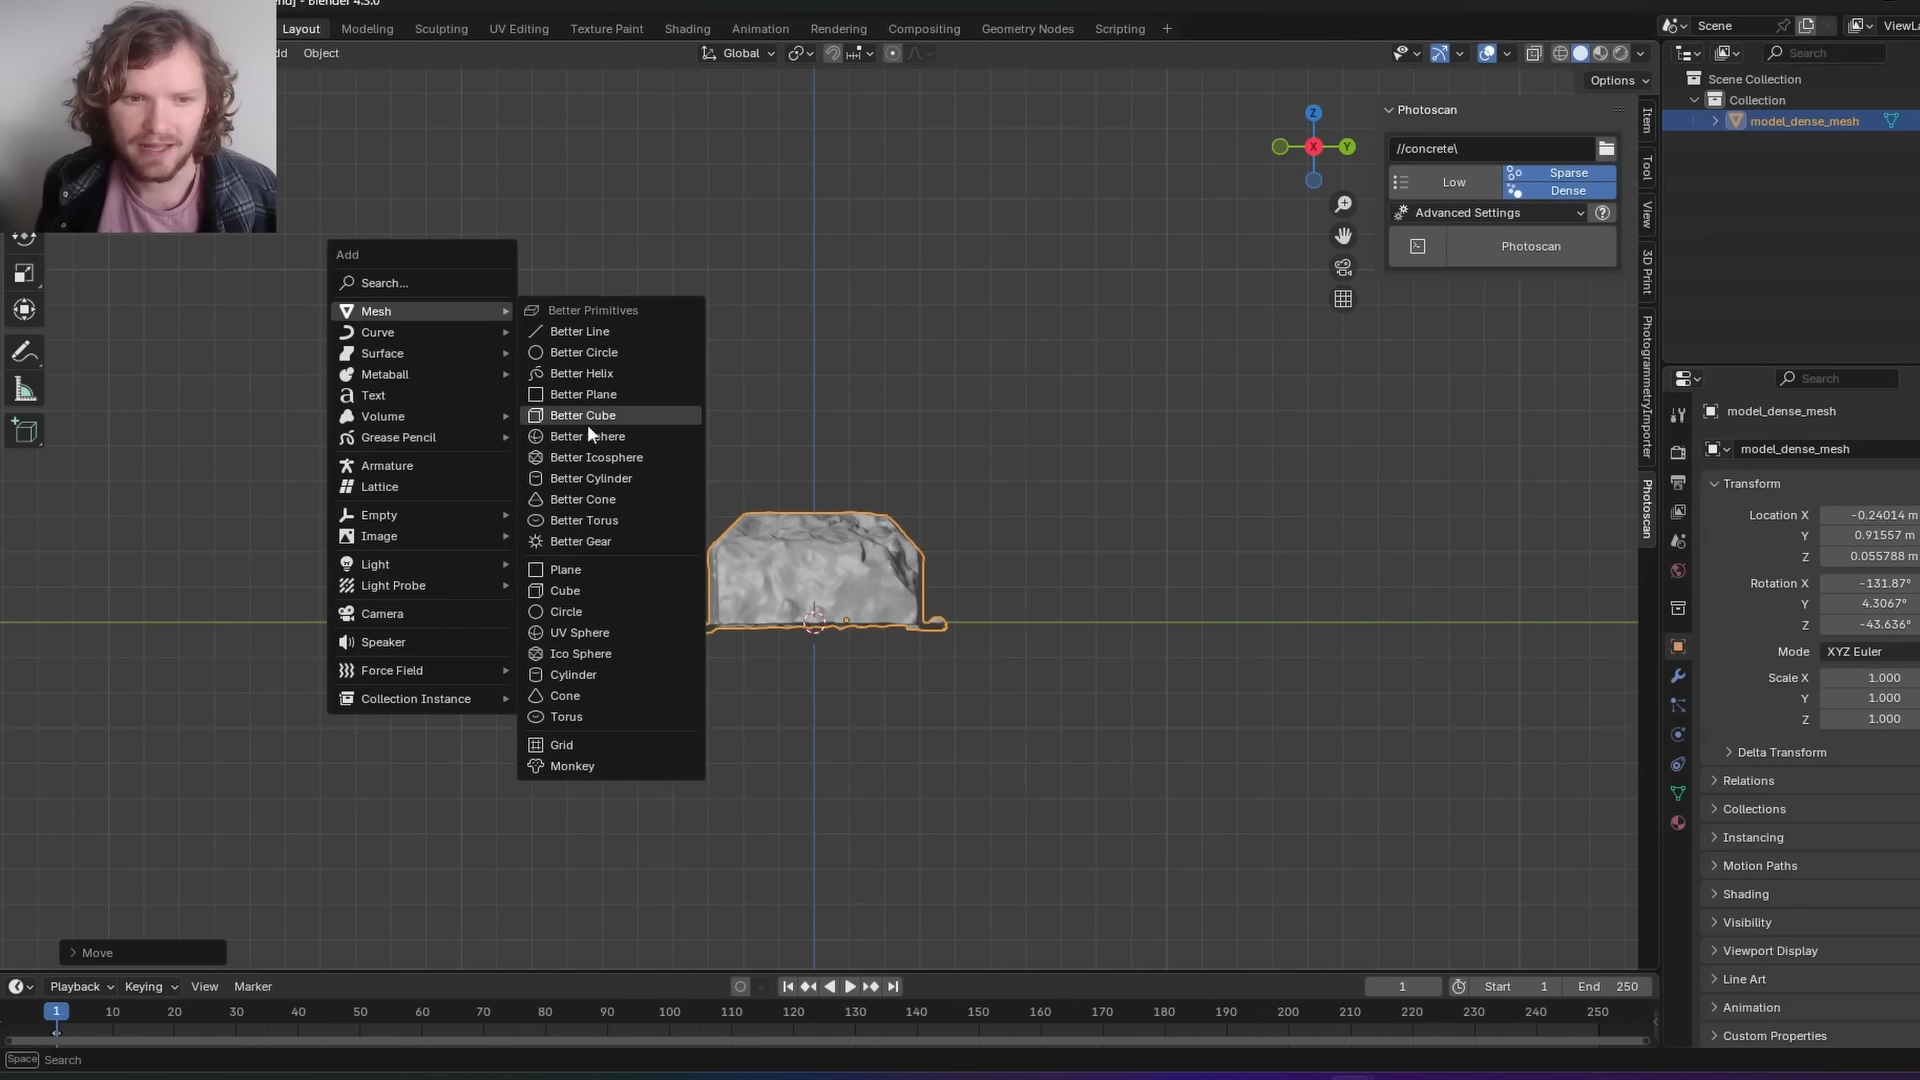 Blender 4.3.0
Layout
Modeling
Sculpting
UV Editing
Texture Paint
Shading
Animation
Rendering
Compositing
Geometry Nodes
Scripting
+
Scene
ViewLa
Object
Global
Search
Options
Scene Collection
Collection
model_dense_mesh
Photoscan
//concrete\
Low
Sparse
Dense
Advanced Settings
Photoscan
Z
X
Y
Item
Tool
View
3D Print
PhotogrammetryImporter
Photoscan
Add
Search...
Mesh
Curve
Surface
Metaball
Text
Volume
Grease Pencil
Armature
Lattice
Empty
Image
Light
Light Probe
Camera
Speaker
Force Field
Collection Instance
Better Primitives
Better Line
Better Circle
Better Helix
Better Plane
Better Cube
Better Sphere
Better Icosphere
Better Cylinder
Better Cone
Better Torus
Better Gear
Plane
Cube
Circle
UV Sphere
Ico Sphere
Cylinder
Cone
Torus
Grid
Monkey
Search
model_dense_mesh
model_dense_mesh
Transform
Location X -0.24014 m
Y 0.91557 m
Z 0.055788 m
Rotation X -131.87°
Y 4.3067°
Z -43.636°
Mode XYZ Euler
Scale X 1.000
Y 1.000
Z 1.000
Delta Transform
Relations
Collections
Instancing
Motion Paths
Shading
Visibility
Viewport Display
Line Art
Animation
Custom Properties
Move
Playback
Keying
View
Marker
1
Start 1
End 250
1 10 20 30 40 50 60 70 80 90 100 110 120 130 140 150 160 170 180 190 200 210 220 230 240 250
Space Search